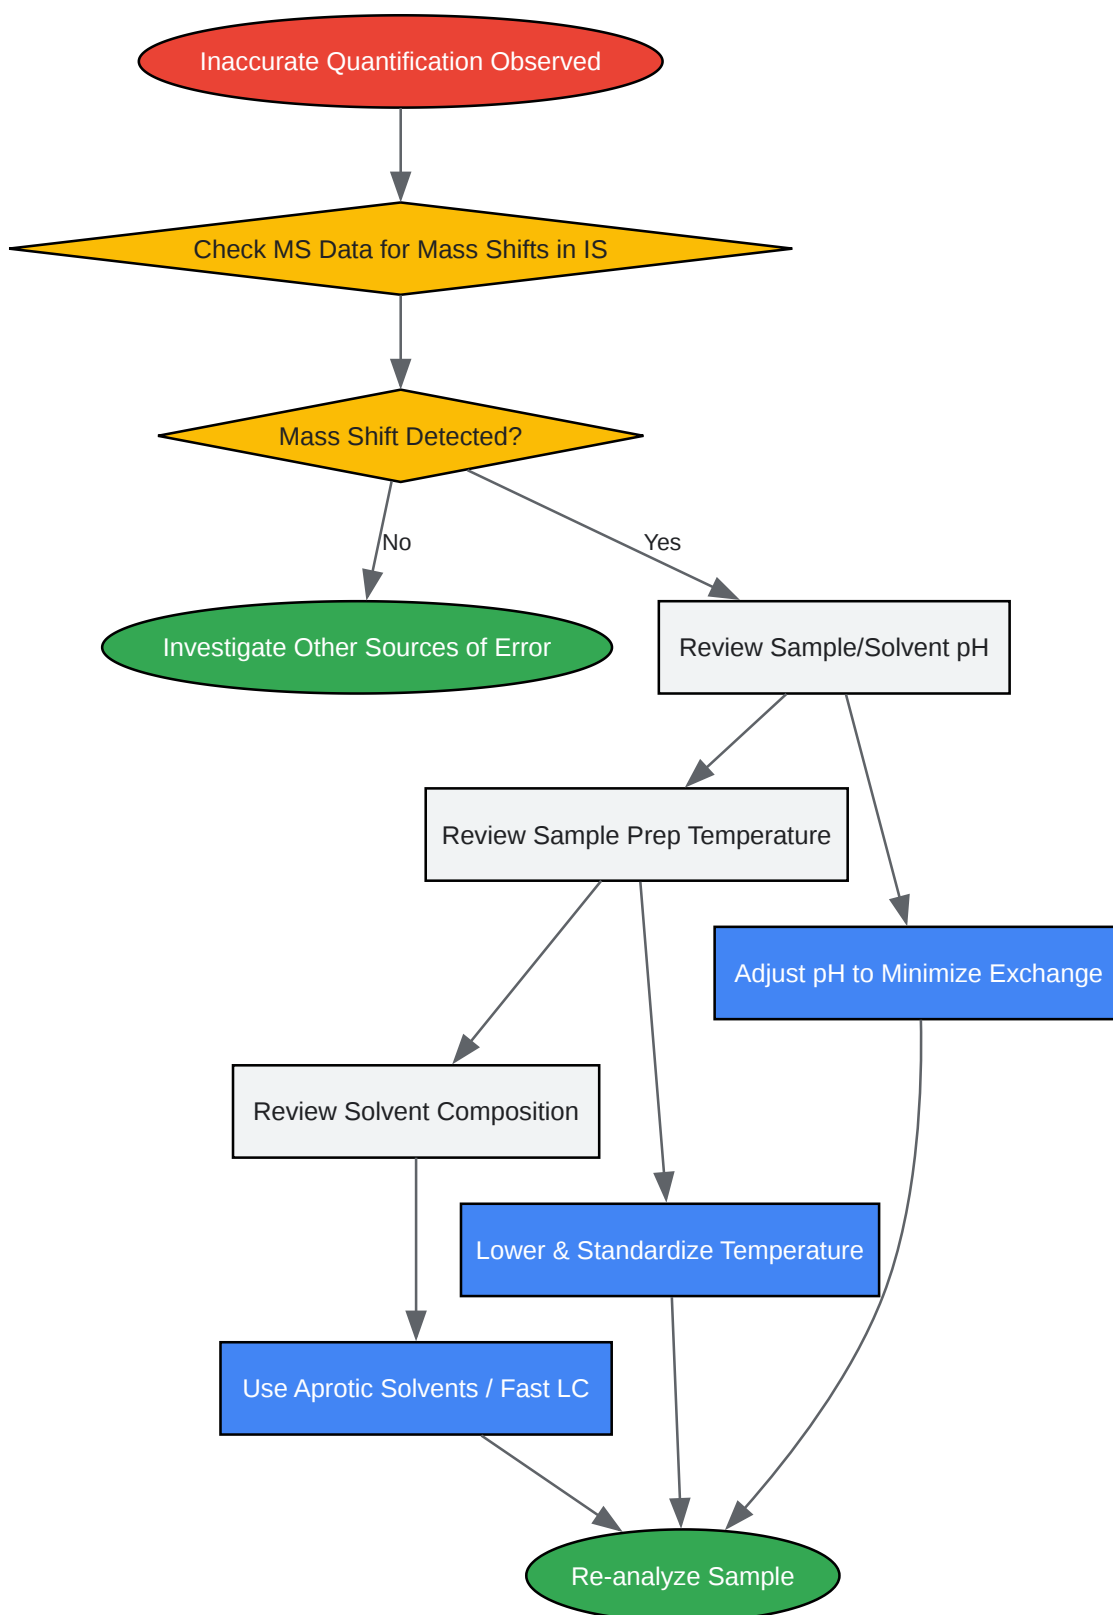 Inaccurate Quantification Observed
Check MS Data for Mass Shifts in IS
Mass Shift Detected?
No
Yes
Investigate Other Sources of Error
Review Sample/Solvent pH
Review Sample Prep Temperature
Adjust pH to Minimize Exchange
Review Solvent Composition
Lower & Standardize Temperature
Use Aprotic Solvents / Fast LC
Re-analyze Sample